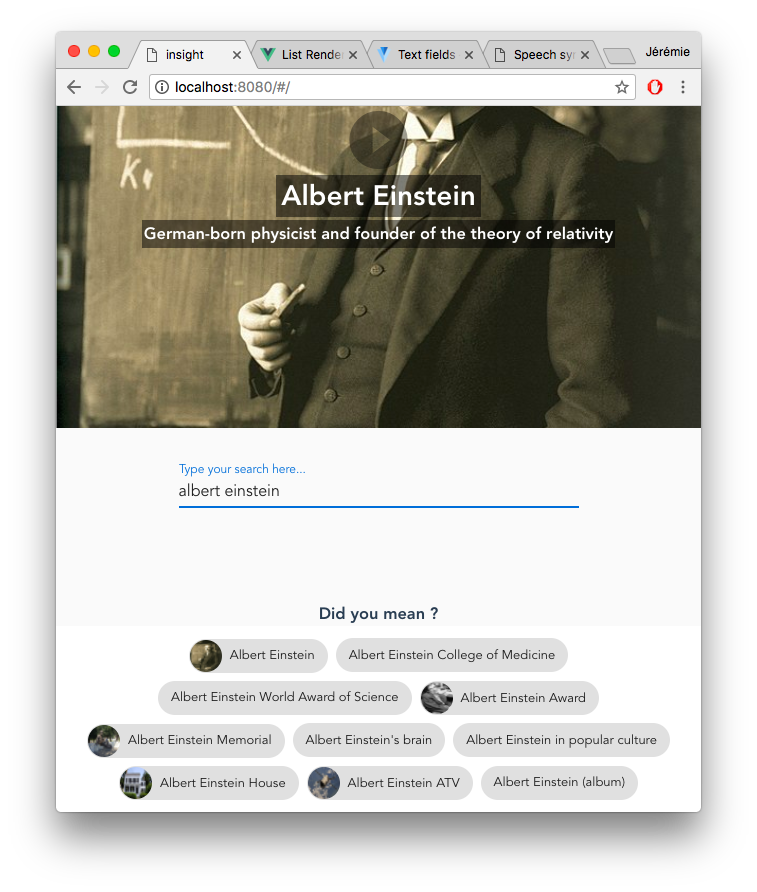 insight List Rende Text fields Speech sy Jérémie
localhost:8080/#/
Albert Einstein
German-born physicist and founder of the theory of relativity
Type your search here...
albert einstein
Did you mean ?
Albert Einstein Albert Einstein College of Medicine
Albert Einstein World Award of Science Albert Einstein Award
Albert Einstein Memorial Albert Einstein's brain Albert Einstein in popular culture
Albert Einstein House Albert Einstein ATV Albert Einstein (album)